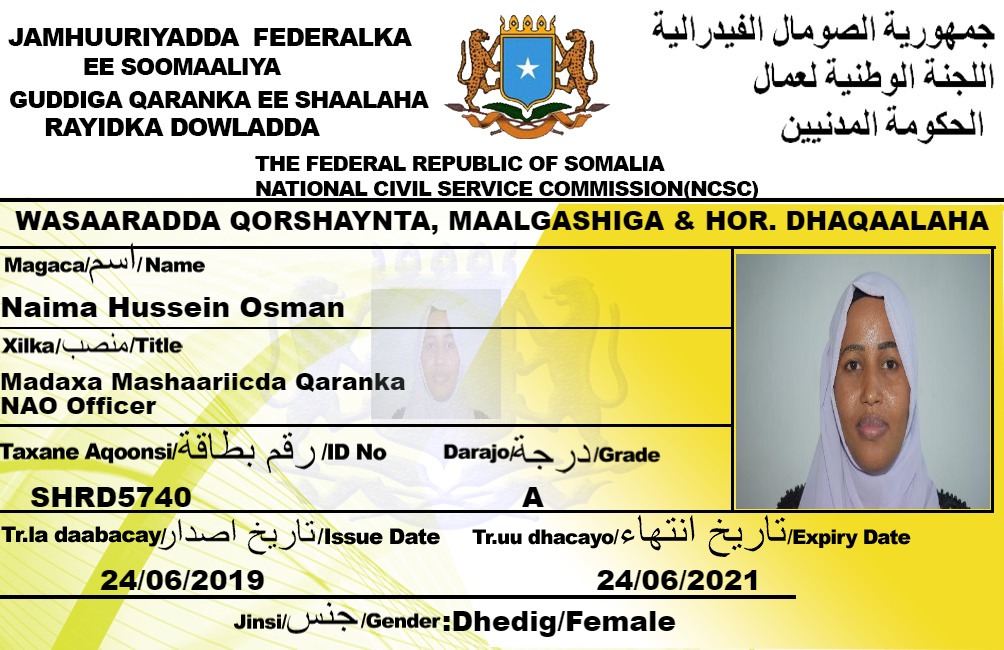 JAMHUURIYADDA FEDERALKA
EE SOOMAALIYA
GUDDIGA QARANKA EE SHAALAHA
RAYIDKA DOWLADDA
جمهورية الصومال الفيدرالية
اللجنة الوطنية لعمال
الحكومة المدنيين
THE FEDERAL REPUBLIC OF SOMALIA
NATIONAL CIVIL SERVICE COMMISSION(NCSC)
WASAARADDA QORSHAYNTA, MAALGASHIGA & HOR. DHAQAALAHA
Magaca/اسم/Name
Naima Hussein Osman
Xilka/منصب/Title
Madaxa Mashaariicda Qaranka
NAO Officer
Taxane Aqoonsi/رقم بطاقة/ID No Darajo/درجة/Grade
SHRD5740 A
Tr.la daabacay/تاريخ اصدار/Issue Date Tr.uu dhacayo/تاريخ انتهاء/Expiry Date
24/06/2019 24/06/2021
Jinsi/جنس/Gender:Dhedig/Female